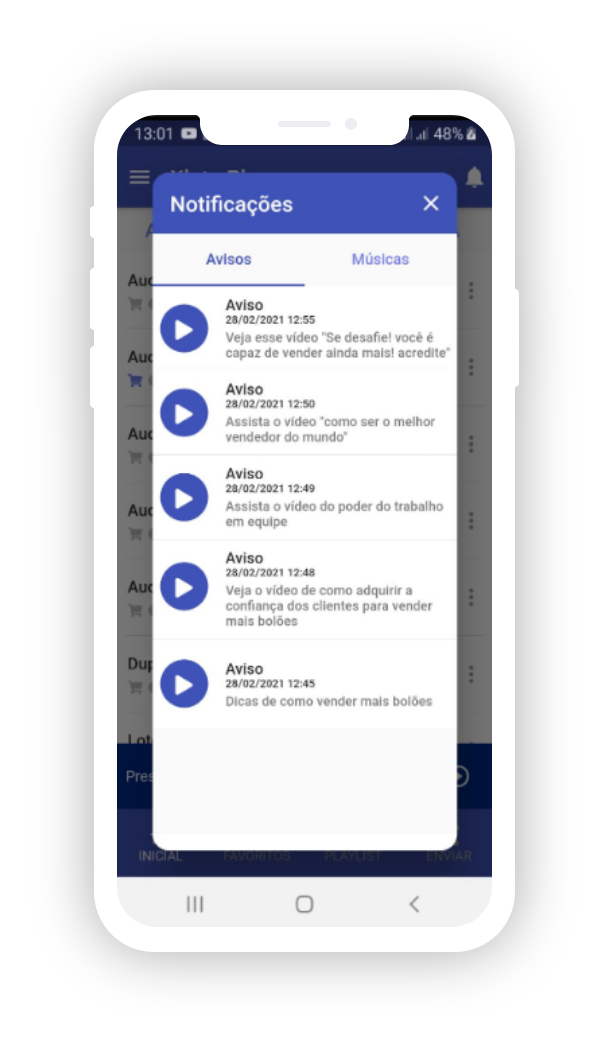 13:01
48%
Notificações
Avisos
Músicas
Aviso
28/02/2021 12:55
Veja esse vídeo "Se desafie! você é
capaz de vender ainda mais! acredite"
Aviso
28/02/2021 12:50
Assista o vídeo "como ser o melhor
vendedor do mundo"
Aviso
28/02/2021 12:49
Assista o vídeo do poder do trabalho
em equipe
Aviso
28/02/2021 12:48
Veja o vídeo de como adquirir a
confiança dos clientes para vender
mais bolões
Aviso
28/02/2021 12:45
Dicas de como vender mais bolões
Auc
Auc
Auc
Auc
Auc
Dup
Lot
Pres
INICIAL
FAVORITOS
PLAYLIST
ENVIAR